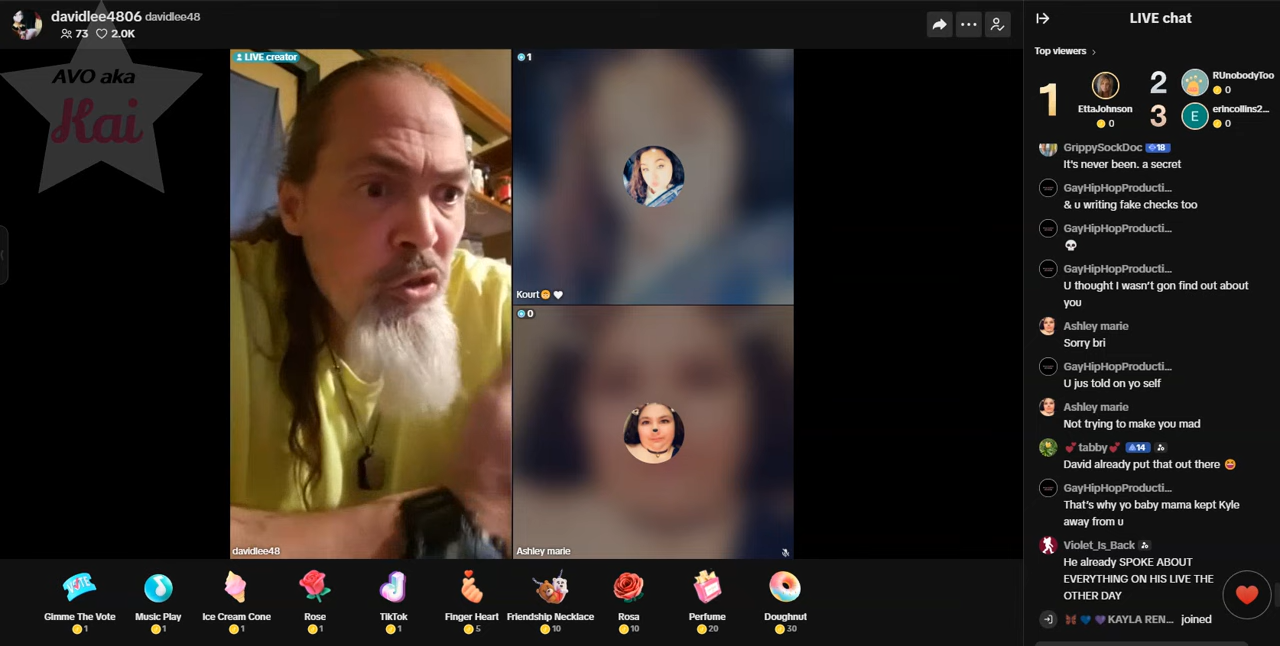 davidlee4806 davidlee48
73 2.0K
AVO aka
Kai
LIVE creator
1
Kourt
0
davidlee48
Ashley marie
Gimme The Vote
1
Music Play
1
Ice Cream Cone
1
Rose
1
TikTok
1
Finger Heart
5
Friendship Necklace
10
Rosa
10
Perfume
20
Doughnut
30
LIVE chat
Top viewers
1
EttaJohnson
0
2
RUnobodyToo
0
3
E
erincollins2...
0
GrippySockDoc 18
It's never been. a secret
GayHipHopProducti...
& u writing fake checks too
GayHipHopProducti...
💀
GayHipHopProducti...
U thought I wasn't gon find out about
you
Ashley marie
Sorry bri
GayHipHopProducti...
U jus told on yo self
Ashley marie
Not trying to make you mad
💕tabby💕 14
David already put that out there 🤩
GayHipHopProducti...
That's why yo baby mama kept Kyle
away from u
Violet_Is_Back
He already SPOKE ABOUT
EVERYTHING ON HIS LIVE THE
OTHER DAY
🦋💙💜KAYLA REN... joined